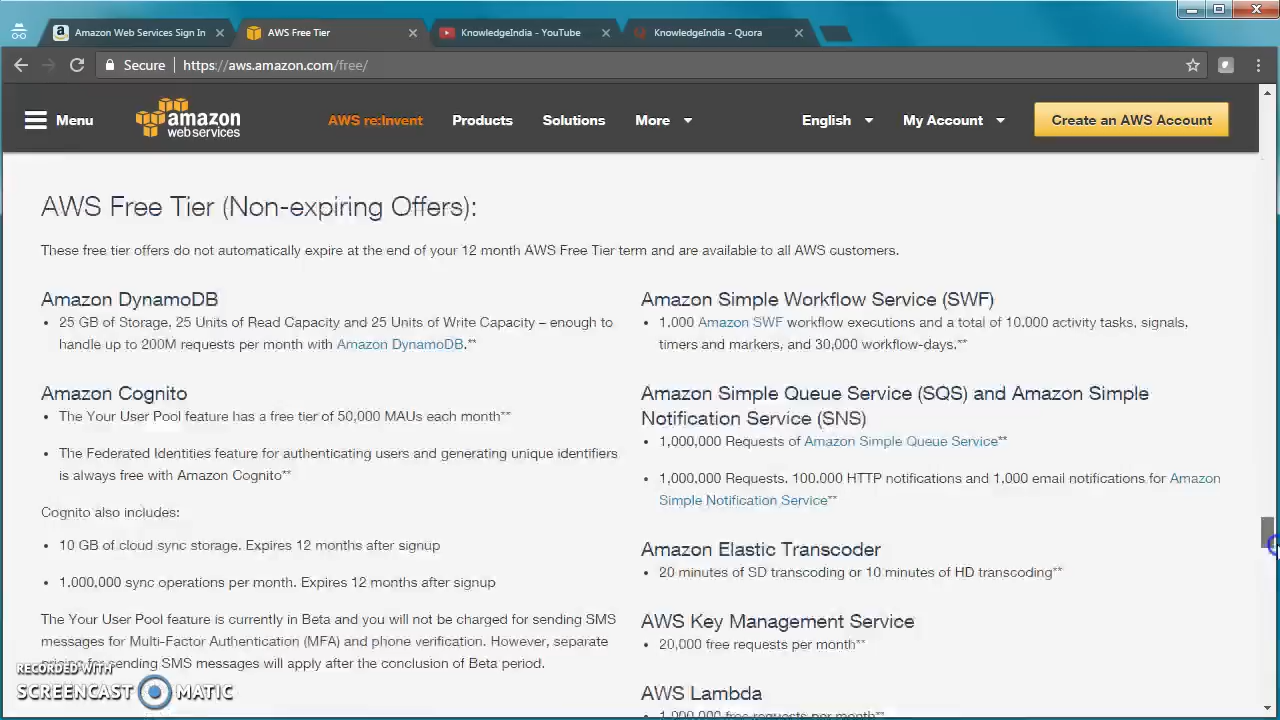 Amazon Web Services Sign In
AWS Free Tier
KnowledgeIndia - YouTube
KnowledgeIndia - Quora
Secure
https://aws.amazon.com/free/
Menu
amazon
web services
AWS re:Invent
Products
Solutions
More
English
My Account
Create an AWS Account
AWS Free Tier (Non-expiring Offers):
These free tier offers do not automatically expire at the end of your 12 month AWS Free Tier term and are available to all AWS customers.
Amazon DynamoDB
• 25 GB of Storage, 25 Units of Read Capacity and 25 Units of Write Capacity – enough to
handle up to 200M requests per month with Amazon DynamoDB.**
Amazon Cognito
• The Your User Pool feature has a free tier of 50,000 MAUs each month**
• The Federated Identities feature for authenticating users and generating unique identifiers
is always free with Amazon Cognito**
Cognito also includes:
• 10 GB of cloud sync storage. Expires 12 months after signup
• 1,000,000 sync operations per month. Expires 12 months after signup
The Your User Pool feature is currently in Beta and you will not be charged for sending SMS
messages for Multi-Factor Authentication (MFA) and phone verification. However, separate
pricing for sending SMS messages will apply after the conclusion of Beta period.
Amazon Simple Workflow Service (SWF)
• 1,000 Amazon SWF workflow executions and a total of 10,000 activity tasks, signals,
timers and markers, and 30,000 workflow-days.**
Amazon Simple Queue Service (SQS) and Amazon Simple
Notification Service (SNS)
• 1,000,000 Requests of Amazon Simple Queue Service**
• 1,000,000 Requests, 100,000 HTTP notifications and 1,000 email notifications for Amazon
Simple Notification Service**
Amazon Elastic Transcoder
• 20 minutes of SD transcoding or 10 minutes of HD transcoding**
AWS Key Management Service
• 20,000 free requests per month**
AWS Lambda
• 1,000,000 free requests per month**
RECORDED WITH
SCREENCAST MATIC